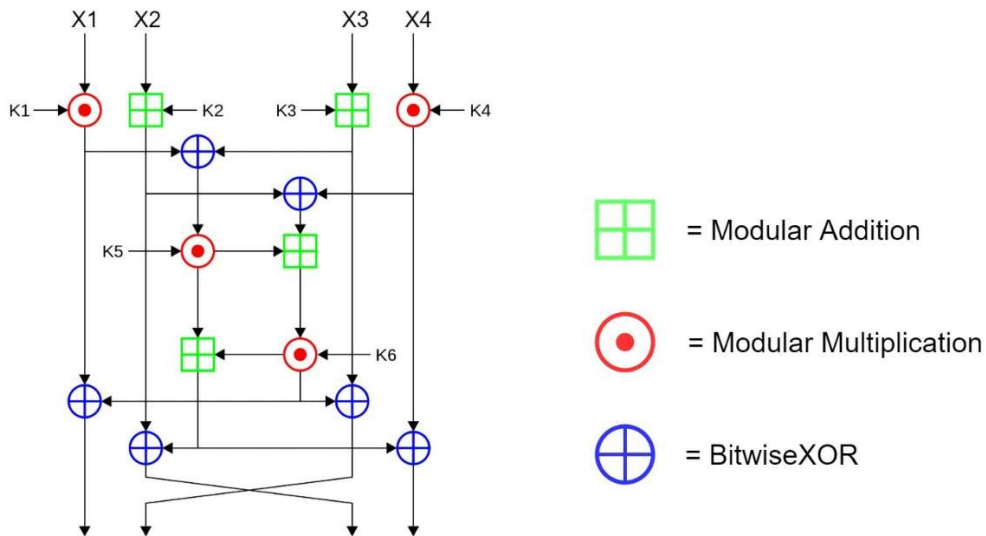 X1 X2 X3 X4
K1 K2 K3 K4
K5
K6
= Modular Addition
= Modular Multiplication
= BitwiseXOR